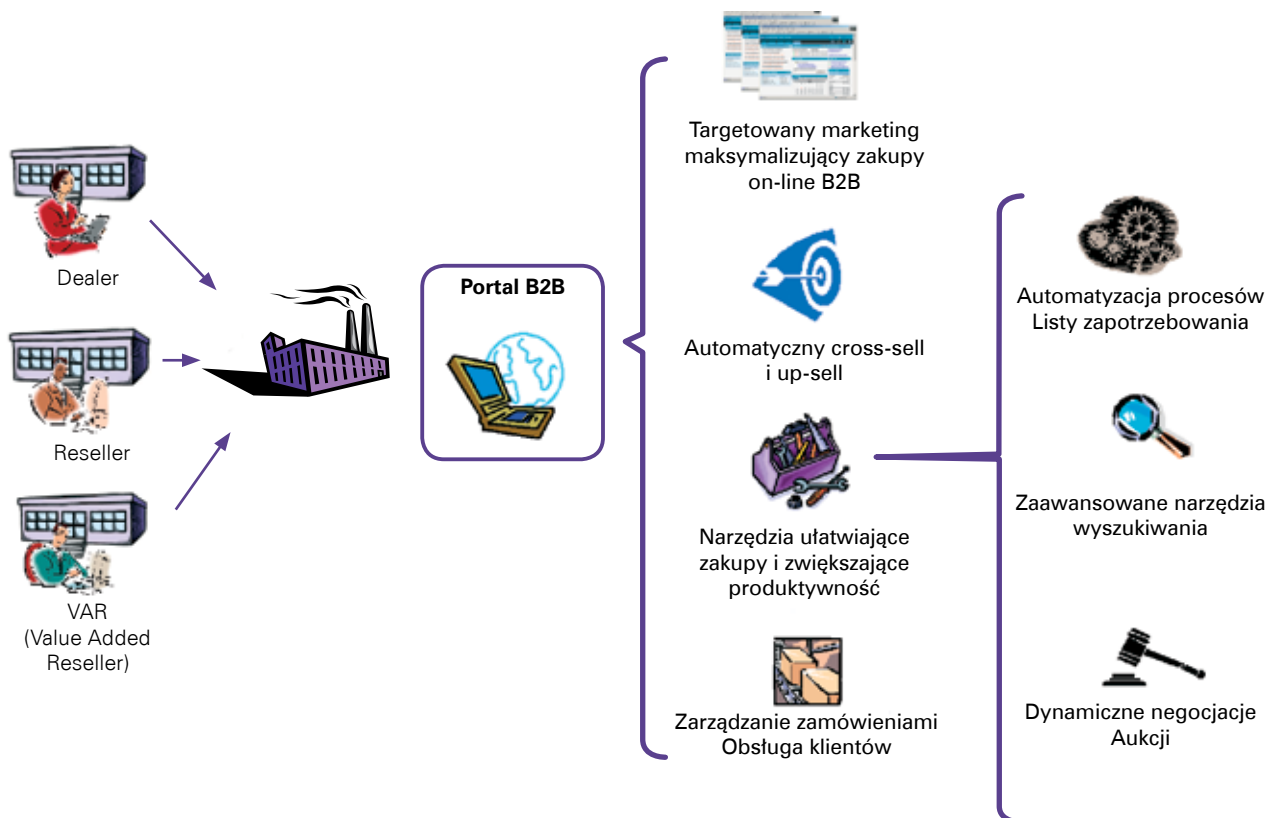 Dealer
Reseller
VAR
(Value Added
Reseller)
Portal B2B
Targetowany marketing
maksymalizujący zakupy
on-line B2B
Automatyczny cross-sell
i up-sell
Narzędzia ułatwiające
zakupy i zwiększające
produktywność
Zarządzanie zamówieniami
Obsługa klientów
Automatyzacja procesów
Listy zapotrzebowania
Zaawansowane narzędzia
wyszukiwania
Dynamiczne negocjacje
Aukcji